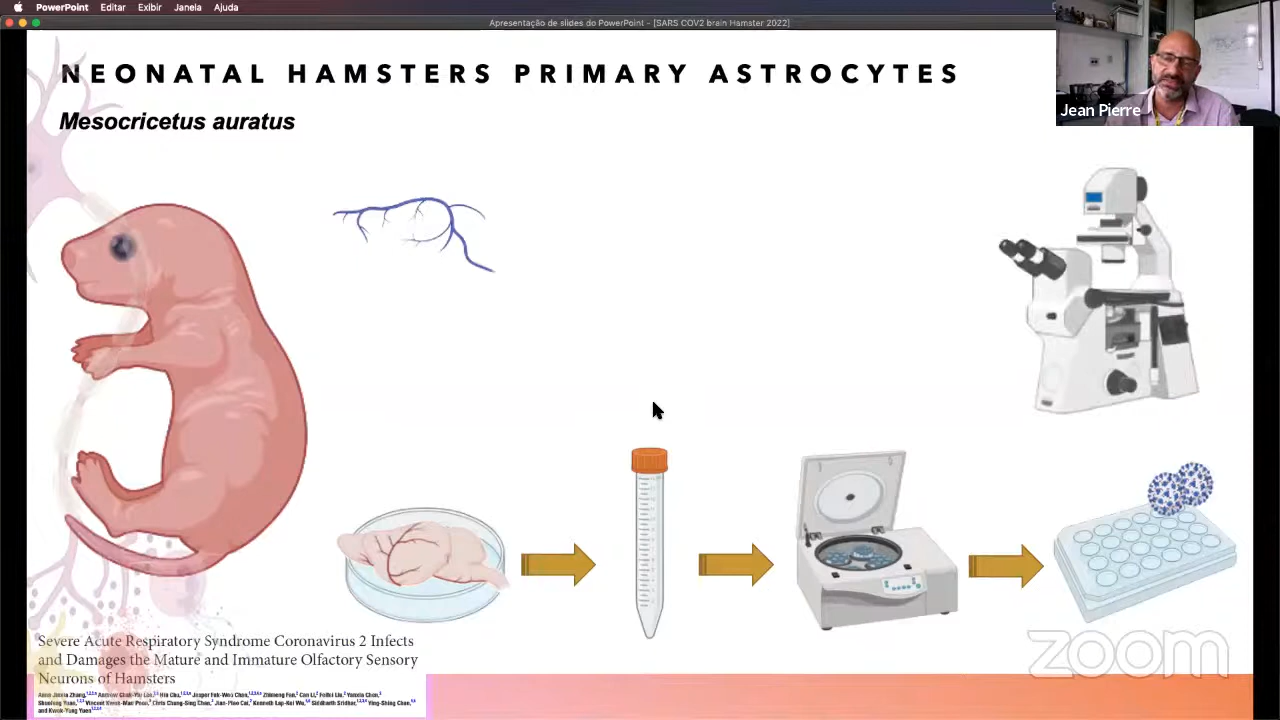 PowerPoint Editar Exibir Janela Ajuda
Apresentação de slides do PowerPoint - [SARS COV2 brain Hamster 2022]
NEONATAL HAMSTERS PRIMARY ASTROCYTES
Mesocricetus auratus
Jean Pierre
Severe Acute Respiratory Syndrome Coronavirus 2 Infects
and Damages the Mature and Immature Olfactory Sensory
Neurons of Hamsters
zoom